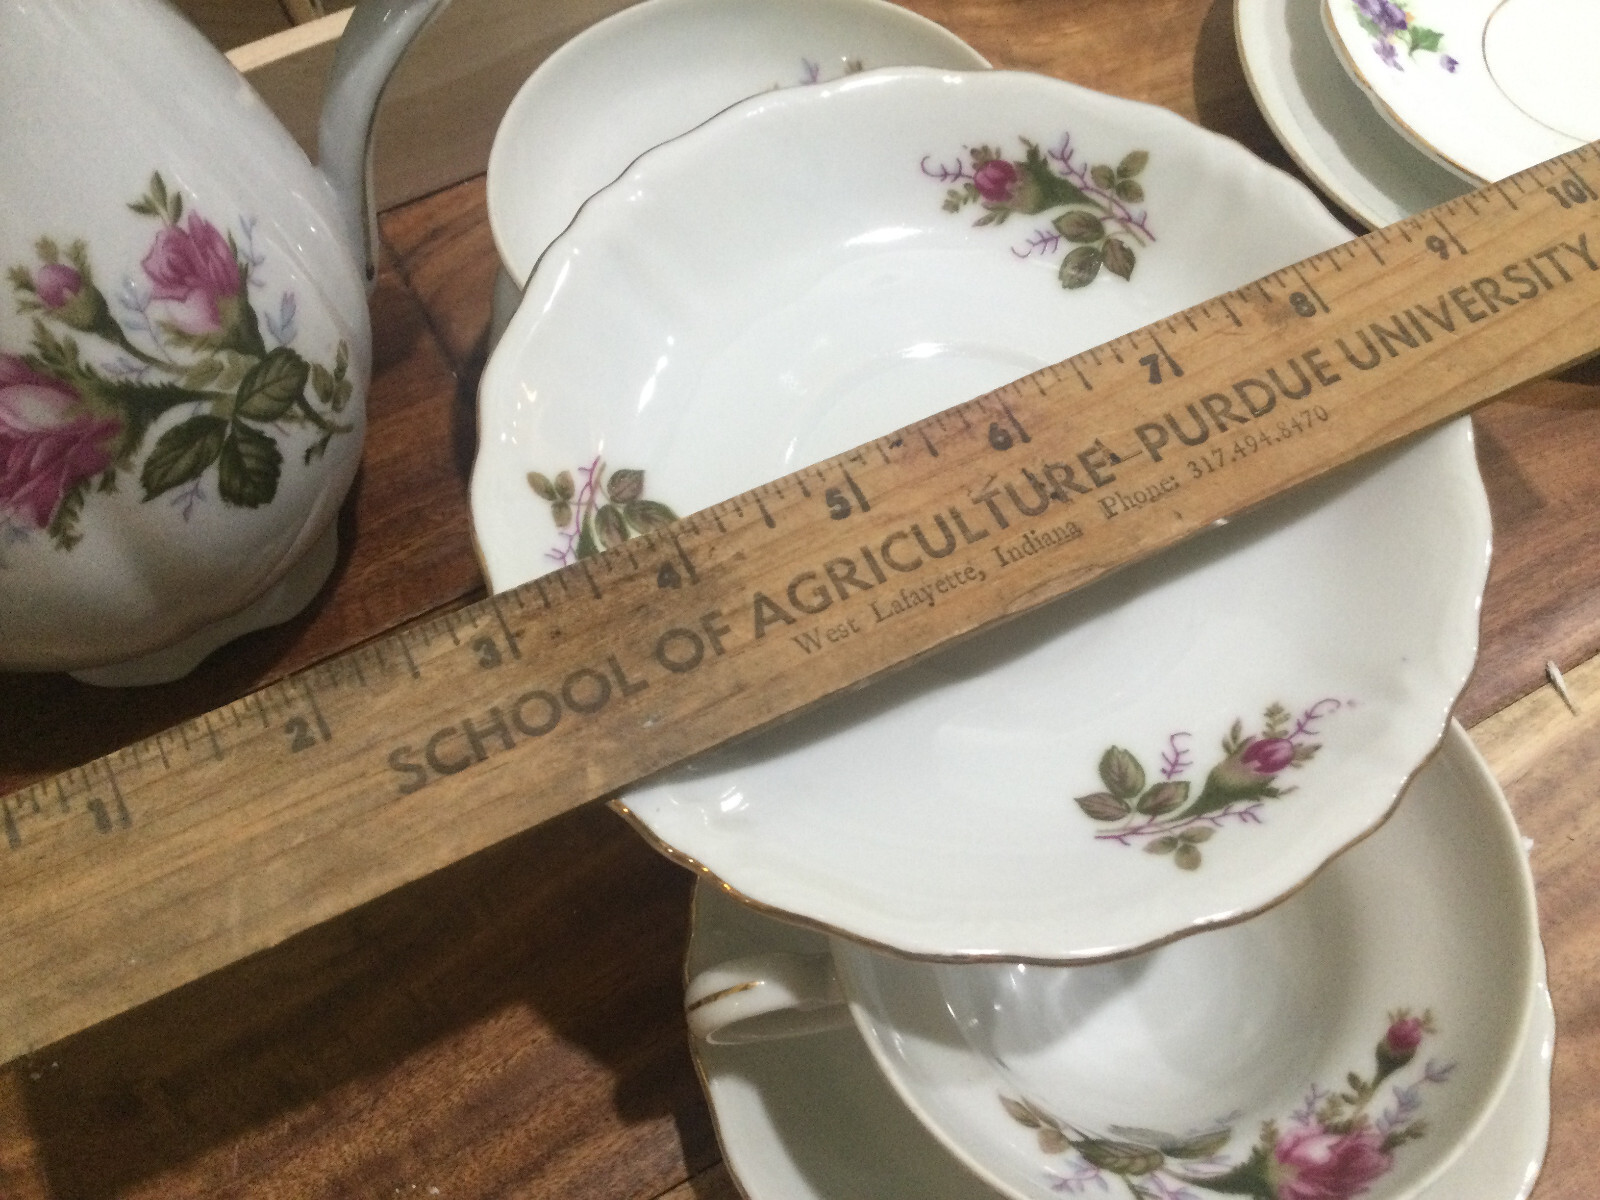 1 2 3 4 5 6 7 8 9 10
SCHOOL OF AGRICULTURE—PURDUE UNIVERSITY
West Lafayette, Indiana Phone: 317.494.8470